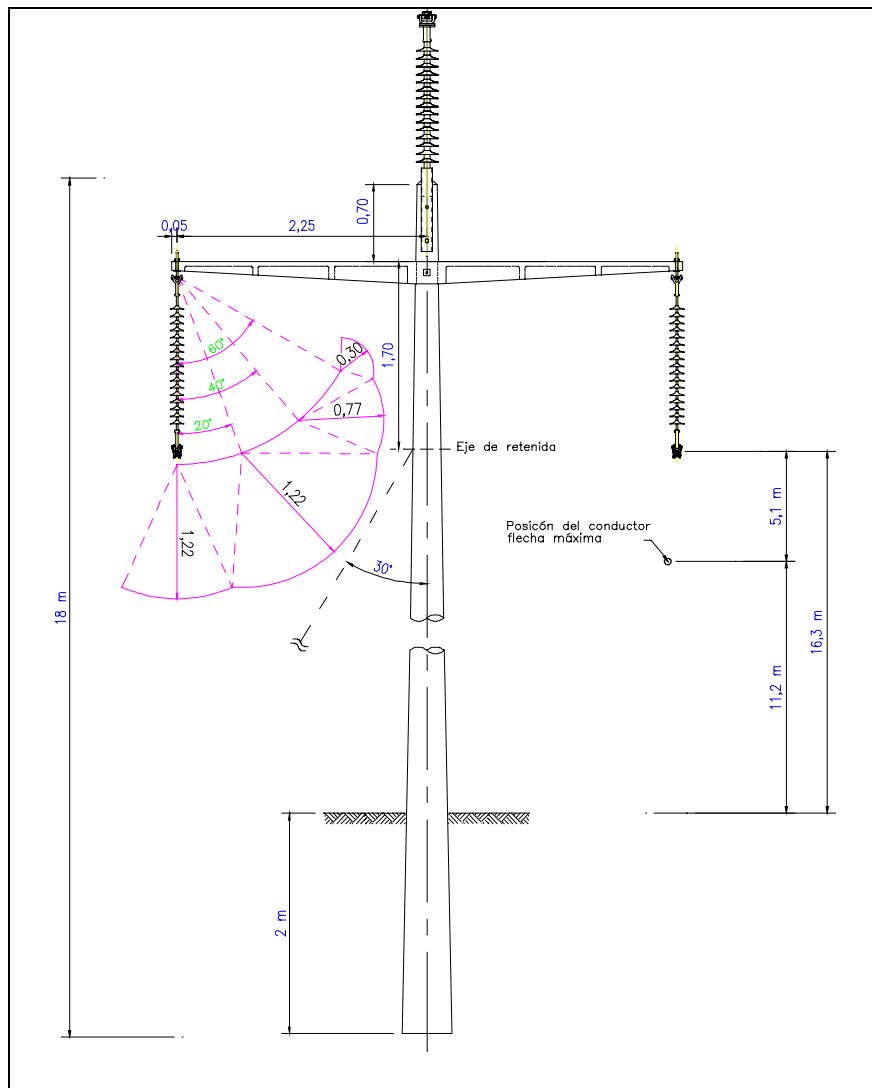 0,70
0,05
2,25
60°
40°
20°
0,30
0,77
1,70
1,22
1,22
Eje de retenida
30°
Posicón del conductor
flecha máxima
5,1 m
11,2 m
16,3 m
18 m
2 m